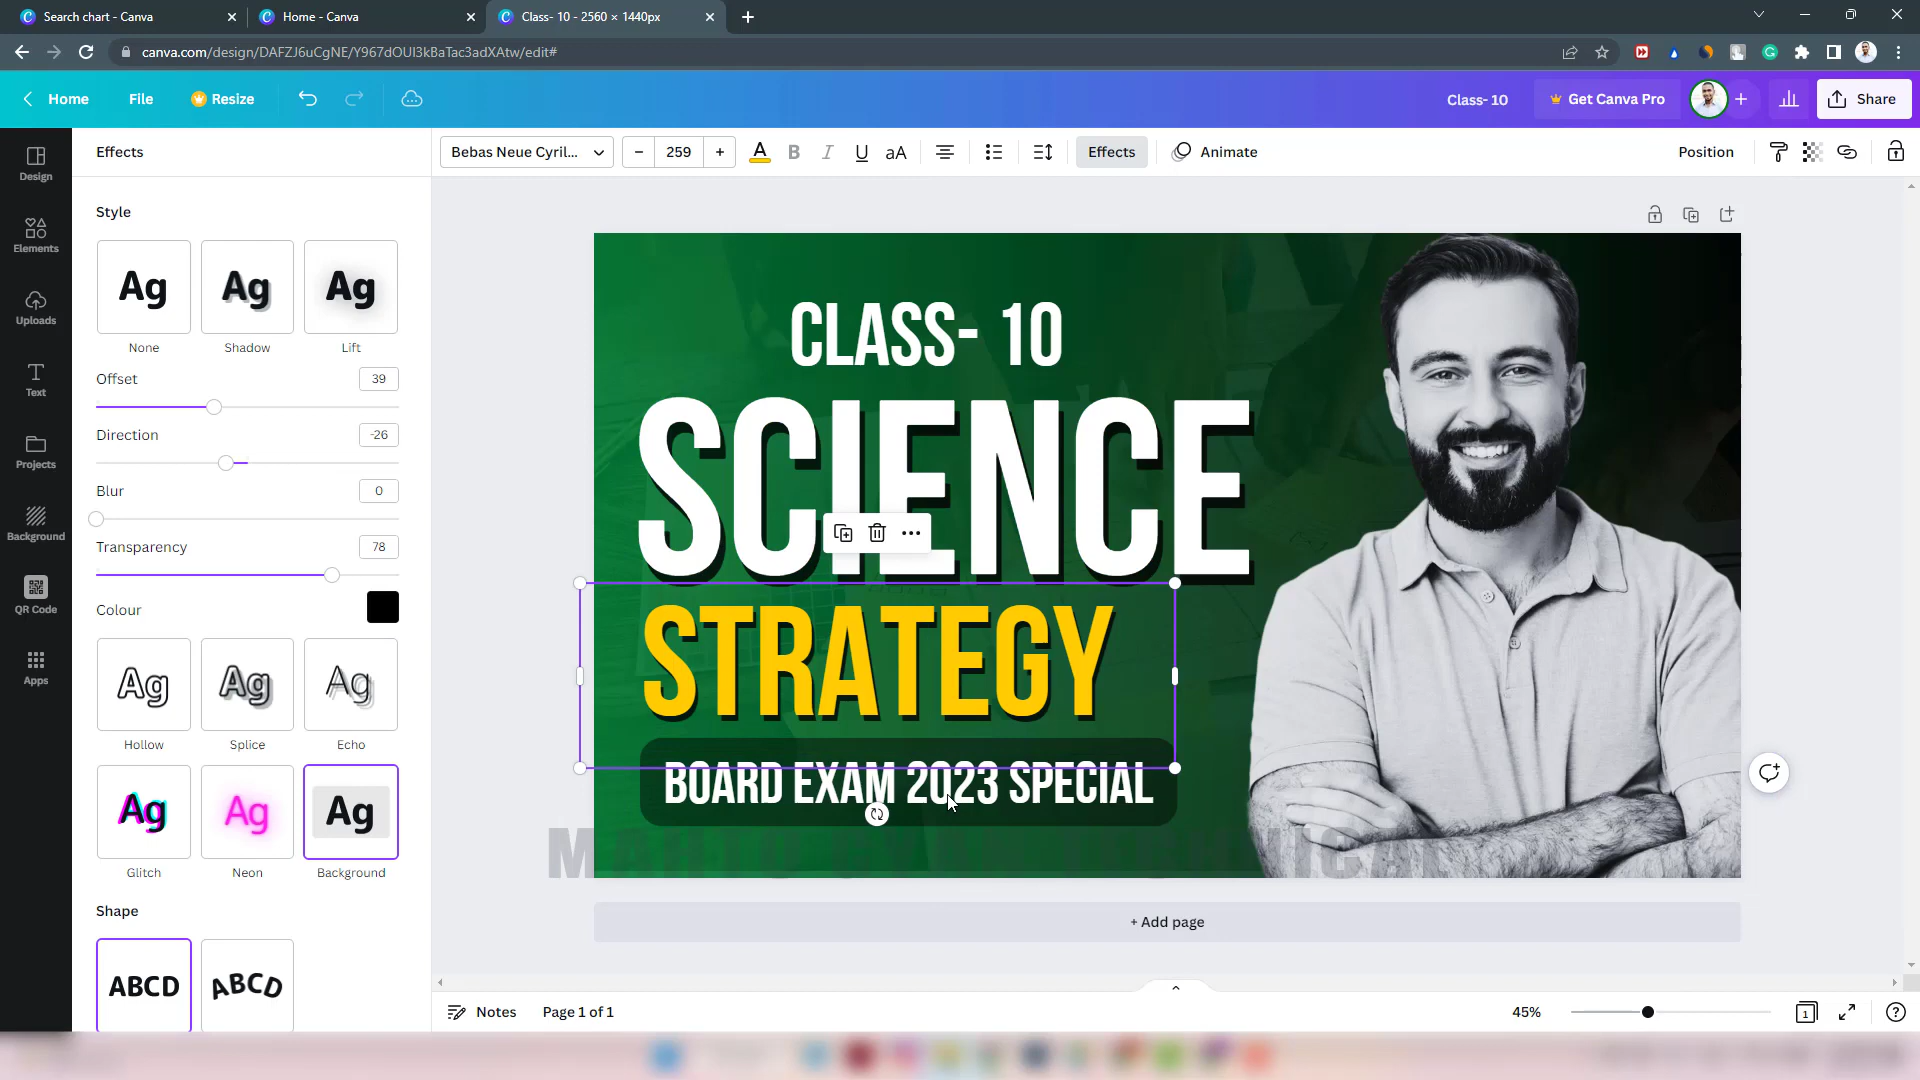 Search chart - Canva
Home - Canva
Class- 10 - 2560 × 1440px
canva.com/design/DAFZJ6uCgNE/Y967dOUI3kBaTac3adXAtw/edit#
Home
File
Resize
Class- 10
Get Canva Pro
Share
Design
Elements
Uploads
Text
Projects
Background
QR Code
Apps
Effects
Style
Ag
Ag
Ag
None
Shadow
Lift
Offset
39
Direction
-26
Blur
0
Transparency
78
Colour
Ag
Ag
Ag
Hollow
Splice
Echo
Ag
Ag
Ag
Glitch
Neon
Background
Shape
ABCD
ABCD
Bebas Neue Cyril...
259
A
B
I
U
aA
Effects
Animate
Position
CLASS- 10
SCIENCE
STRATEGY
BOARD EXAM 2023 SPECIAL
+ Add page
Notes
Page 1 of 1
45%
1